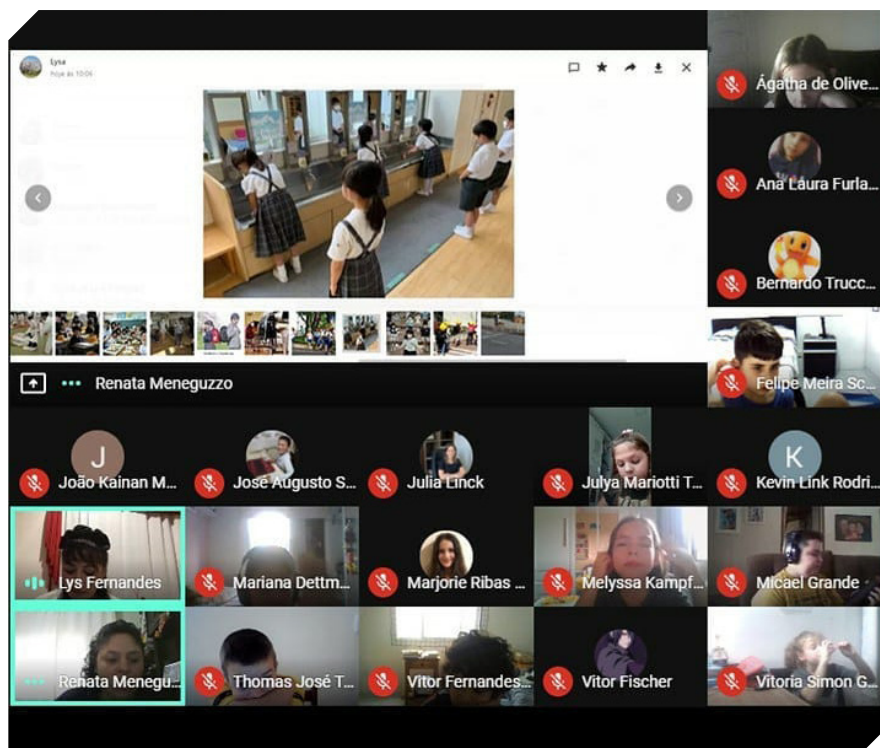 Lysa
hoje às 10:06
Ágatha de Olive...
Ana Laura Furla...
Bernardo Trucc...
Felipe Meira Sc...
Renata Meneguzzo
J
João Kainan M...
José Augusto S...
Julia Linck
Julya Mariotti T...
K
Kevin Link Rodri...
Lys Fernandes
Mariana Dettm...
Marjorie Ribas ...
Melyssa Kampf...
Micael Grande
Renata Menegu...
Thomas José T...
Vitor Fernandes...
Vitor Fischer
Vitoria Simon G...